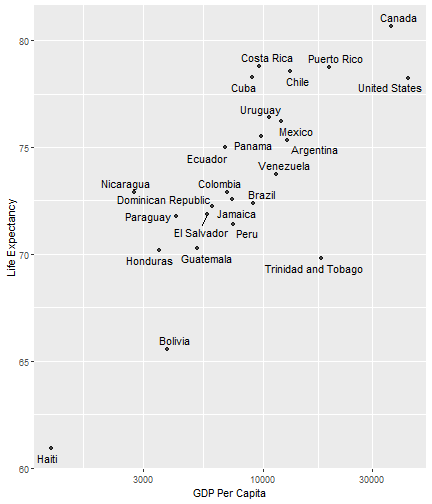 Canada
80
Costa Rica
Puerto Rico
Cuba
Chile
United States
Uruguay
Mexico
Panama
Argentina
75
Ecuador
Venezuela
Nicaragua
Colombia
Dominican Republic
Brazil
Paraguay
Jamaica
El Salvador
Peru
70
Honduras
Guatemala
Trinidad and Tobago
Life Expectancy
Bolivia
65
Haiti
60
3000
10000
30000
GDP Per Capita